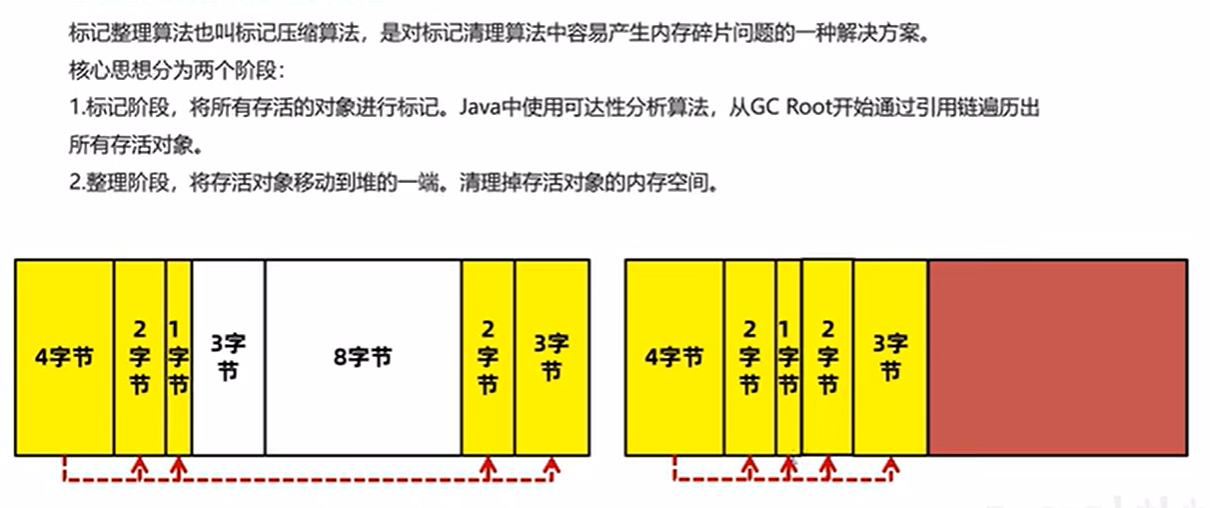 标记整理算法也叫标记压缩算法，是对标记清理算法中容易产生内存碎片问题的一种解决方案。
核心思想分为两个阶段：
1.标记阶段，将所有存活的对象进行标记。Java中使用可达性分析算法，从GC Root开始通过引用链遍历出
所有存活对象。
2.整理阶段，将存活对象移动到堆的一端。清理掉存活对象的内存空间。
4字节
2字节
1字节
3字节
8字节
2字节
3字节
4字节
2字节
1字节
2字节
3字节